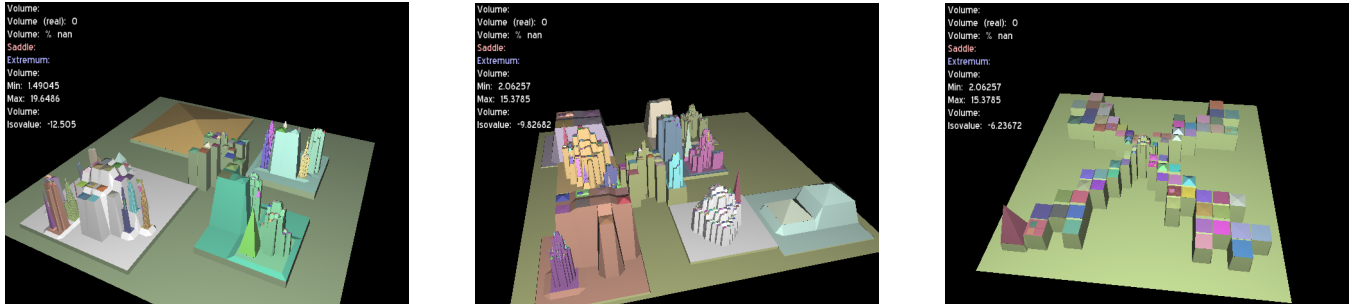 Volume:
Volume (real): 0
Volume: % nan
Saddle:
Extremum:
Volume:
Min: 1.49045
Max: 19.6486
Volume:
Isovalue: -12.505
Volume:
Volume (real): 0
Volume: % nan
Saddle:
Extremum:
Volume:
Min: 2.06257
Max: 15.3785
Volume:
Isovalue: -9.82682
Volume:
Volume (real): 0
Volume: % nan
Saddle:
Extremum:
Volume:
Min: 2.06257
Max: 15.3785
Volume:
Isovalue: -6.23672